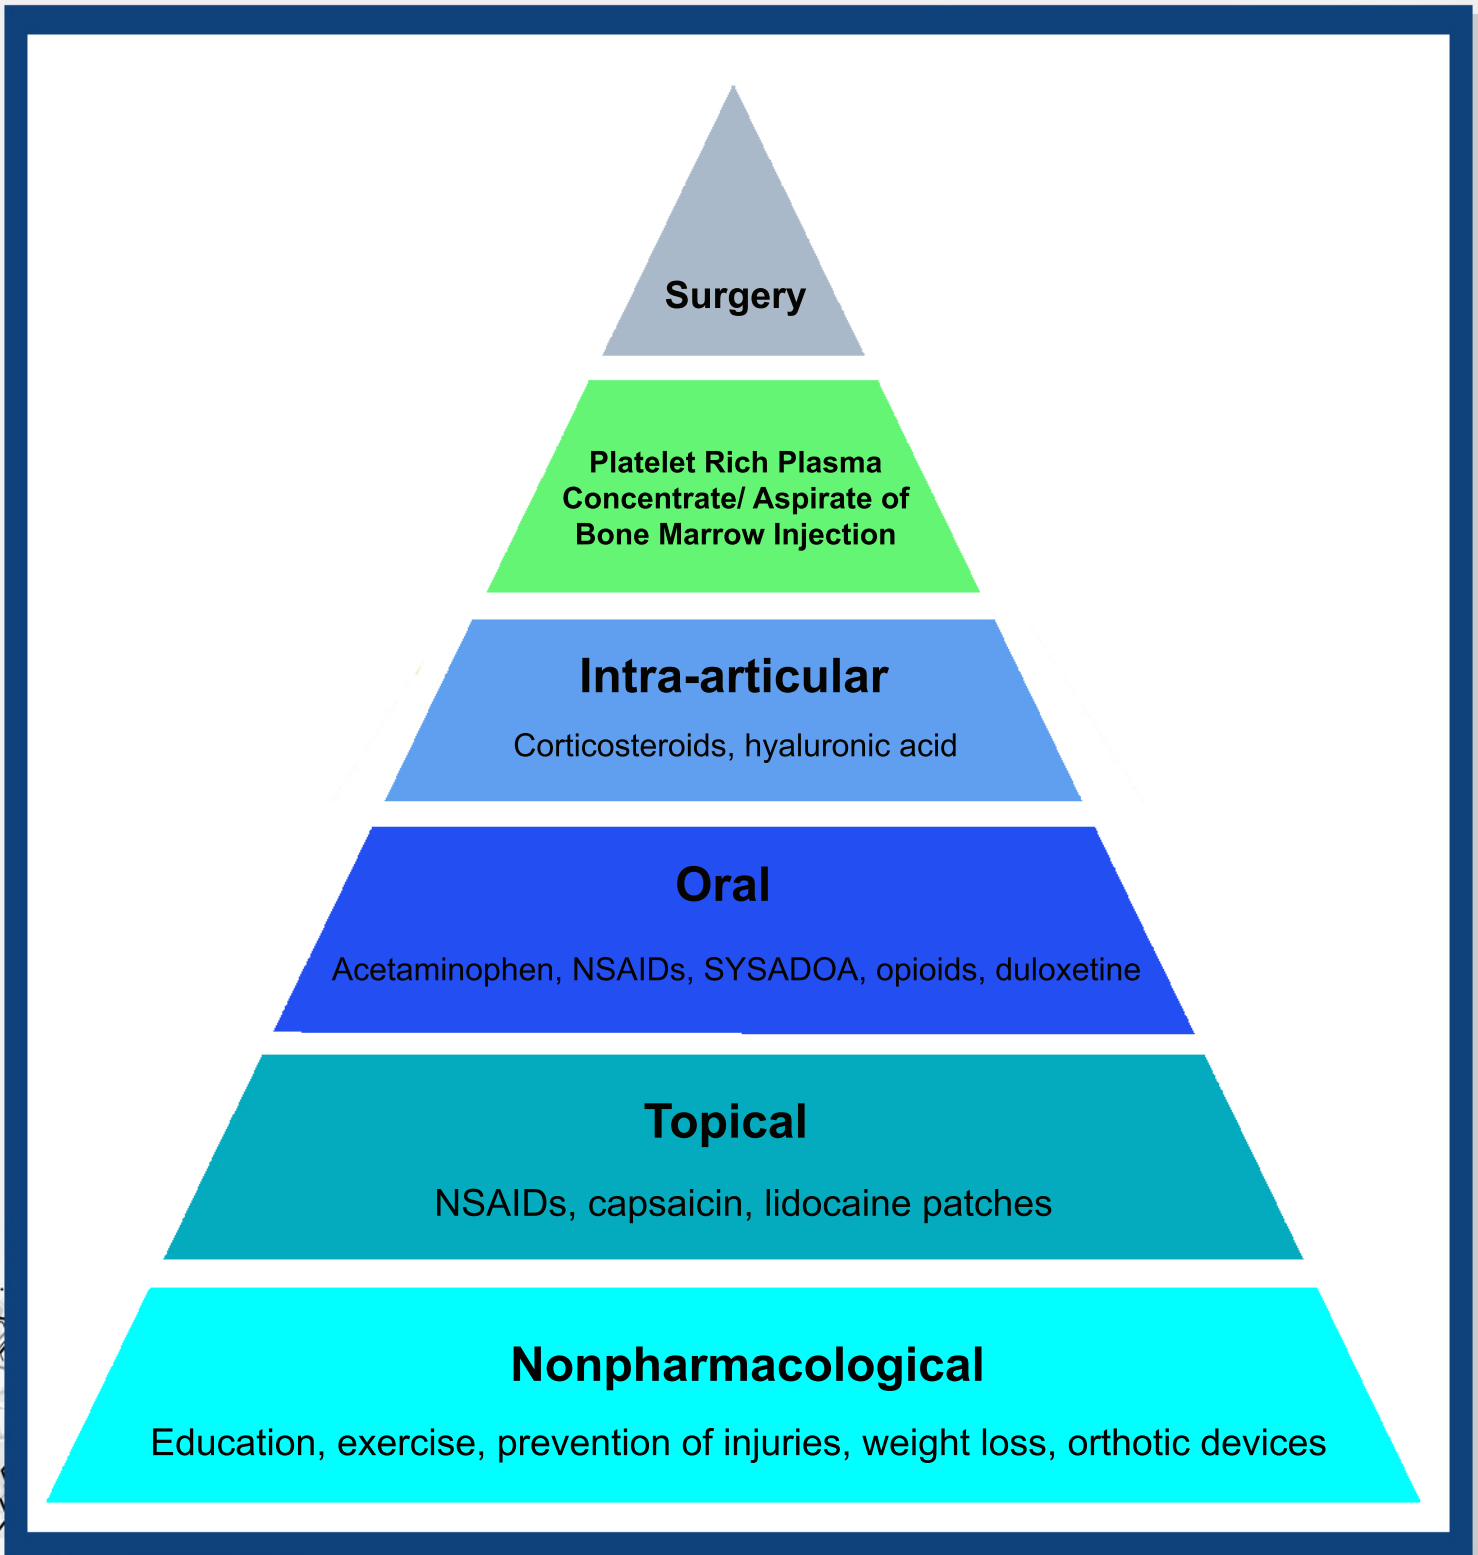 Surgery
Platelet Rich Plasma
Concentrate/ Aspirate of
Bone Marrow Injection
Intra-articular
Corticosteroids, hyaluronic acid
Oral
Acetaminophen, NSAIDs, SYSADOA, opioids, duloxetine
Topical
NSAIDs, capsaicin, lidocaine patches
Nonpharmacological
Education, exercise, prevention of injuries, weight loss, orthotic devices